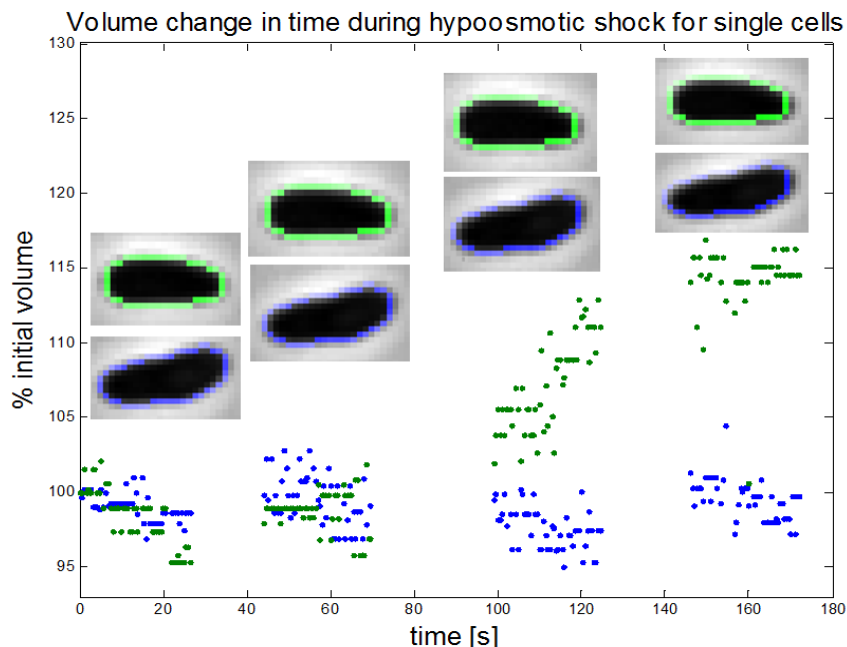 Volume change in time during hypoosmotic shock for single cells
130
125
120
115
110
105
100
95
% initial volume
0 20 40 60 80 100 120 140 160 180
time [s]